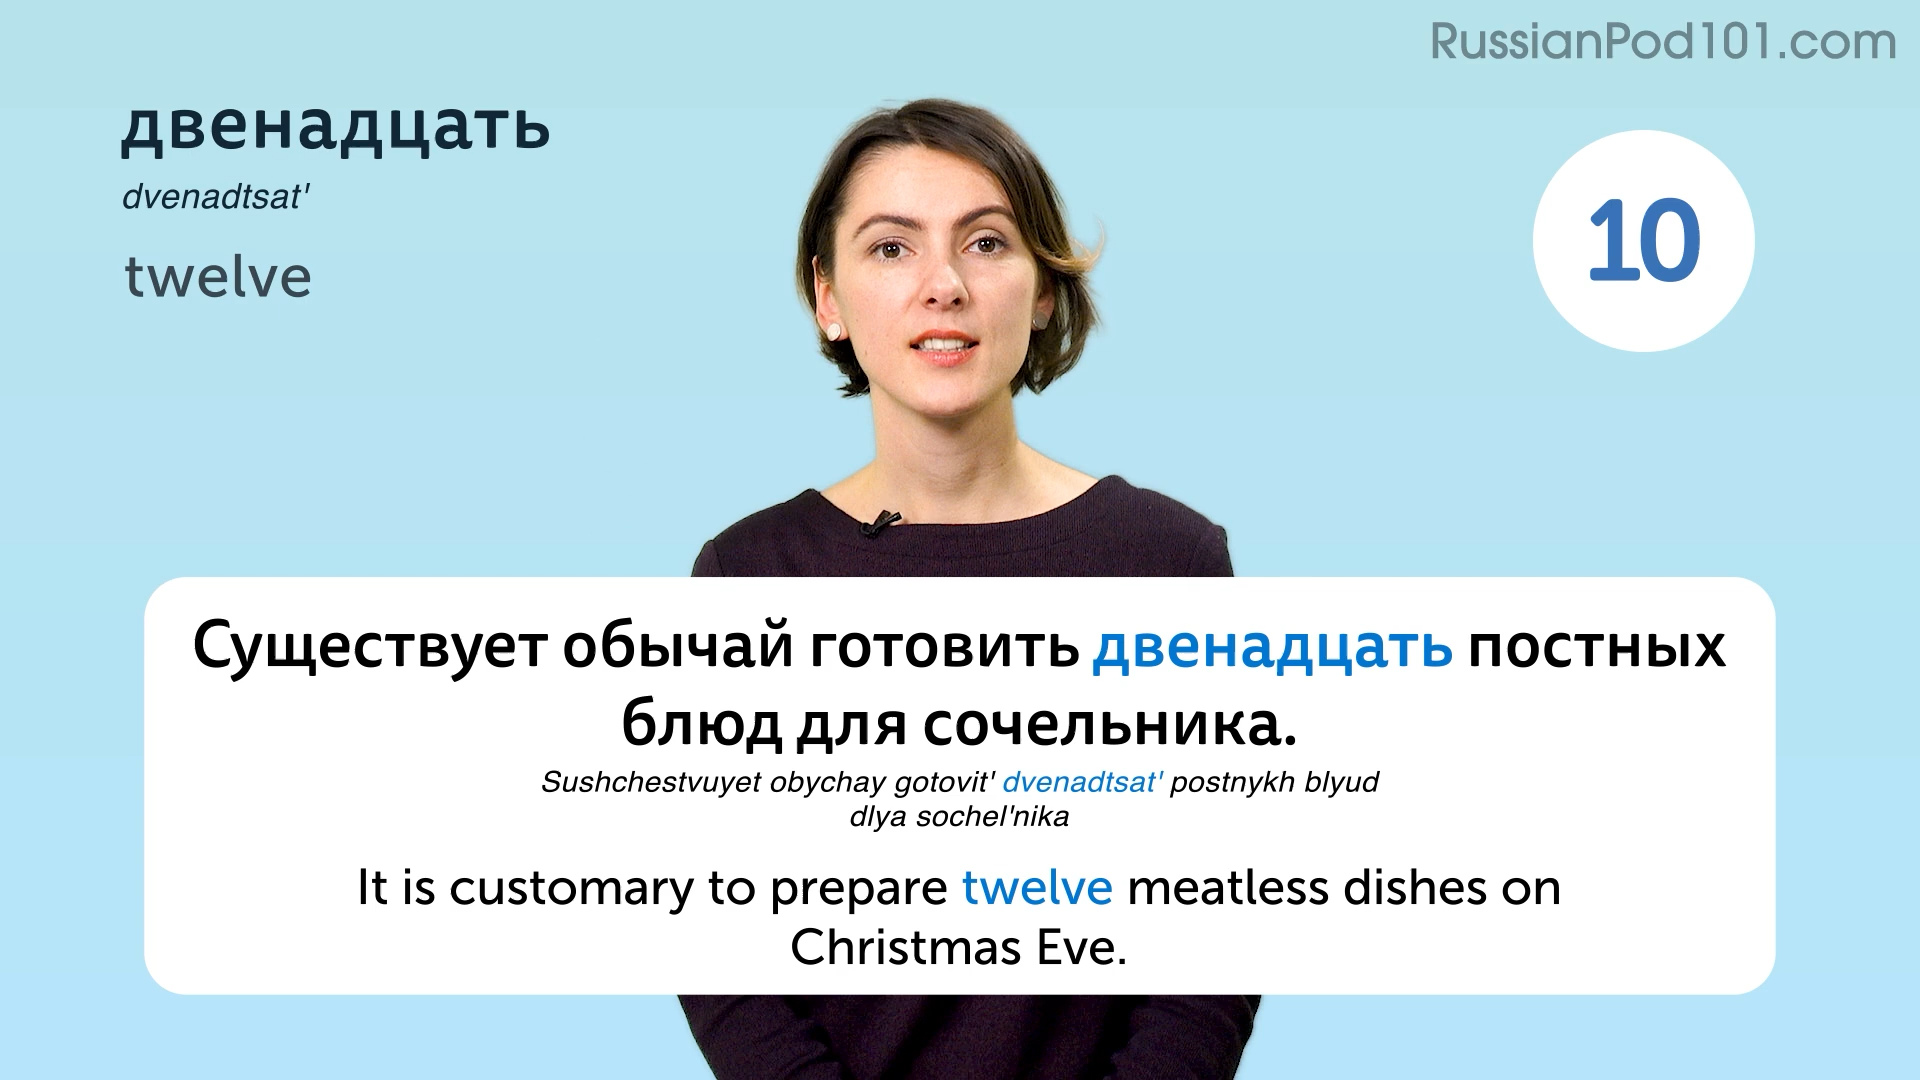 RussianPod101.com
двенадцать
dvenadtsat'
twelve
10
Существует обычай готовить двенадцать постных
блюд для сочельника.
Sushchestvuyet obychay gotovit' dvenadtsat' postnykh blyud
dlya sochel'nika
It is customary to prepare twelve meatless dishes on
Christmas Eve.